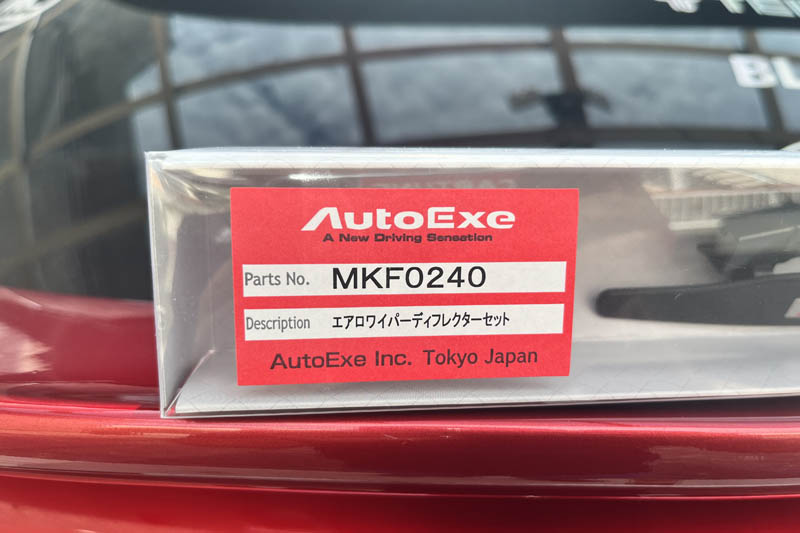 BL
AutoExe
A New Driving Sensation
Parts No. MKF0240
Description エアロワイパーディフレクターセット
AutoExe Inc. Tokyo Japan